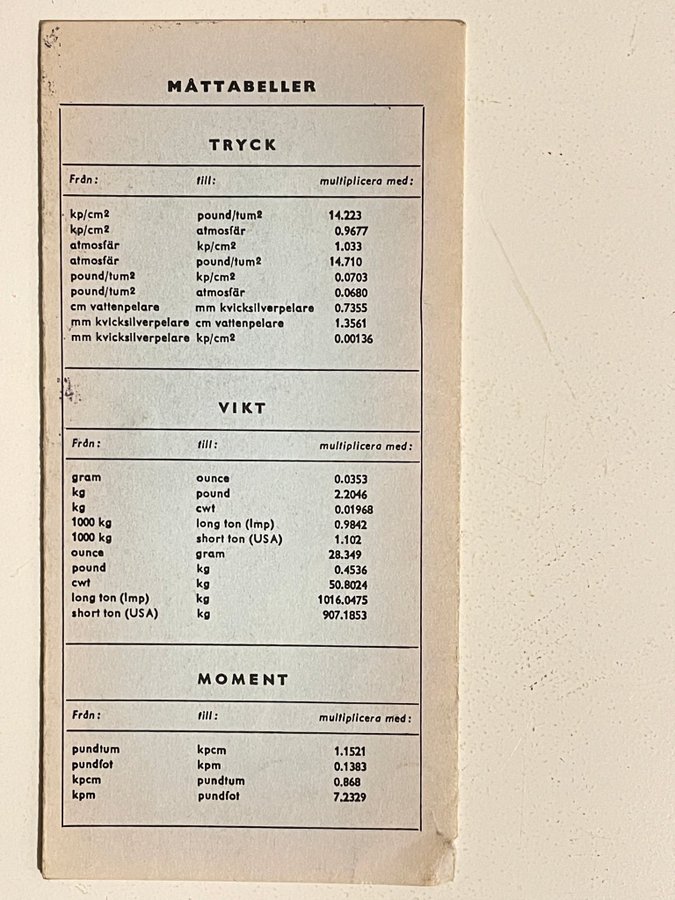 MÅTTABELLER
TRYCK
Från: till: multiplicera med:
kp/cm² pound/tum² 14.223
kp/cm² atmosfär 0.9677
atmosfär kp/cm² 1.033
atmosfär pound/tum² 14.710
pound/tum² kp/cm² 0.0703
pound/tum² atmosfär 0.0680
cm vattenpelare mm kvicksilverpelare 0.7355
mm kvicksilverpelare cm vattenpelare 1.3561
mm kvicksilverpelare kp/cm² 0.00136
VIKT
Från: till: multiplicera med:
gram ounce 0.0353
kg pound 2.2046
kg cwt 0.01968
1000 kg long ton (Imp) 0.9842
1000 kg short ton (USA) 1.102
ounce gram 28.349
pound kg 0.4536
cwt kg 50.8024
long ton (Imp) kg 1016.0475
short ton (USA) kg 907.1853
MOMENT
Från: till: multiplicera med:
pundtum kpcm 1.1521
pundfot kpm 0.1383
kpcm pundtum 0.868
kpm pundfot 7.2329